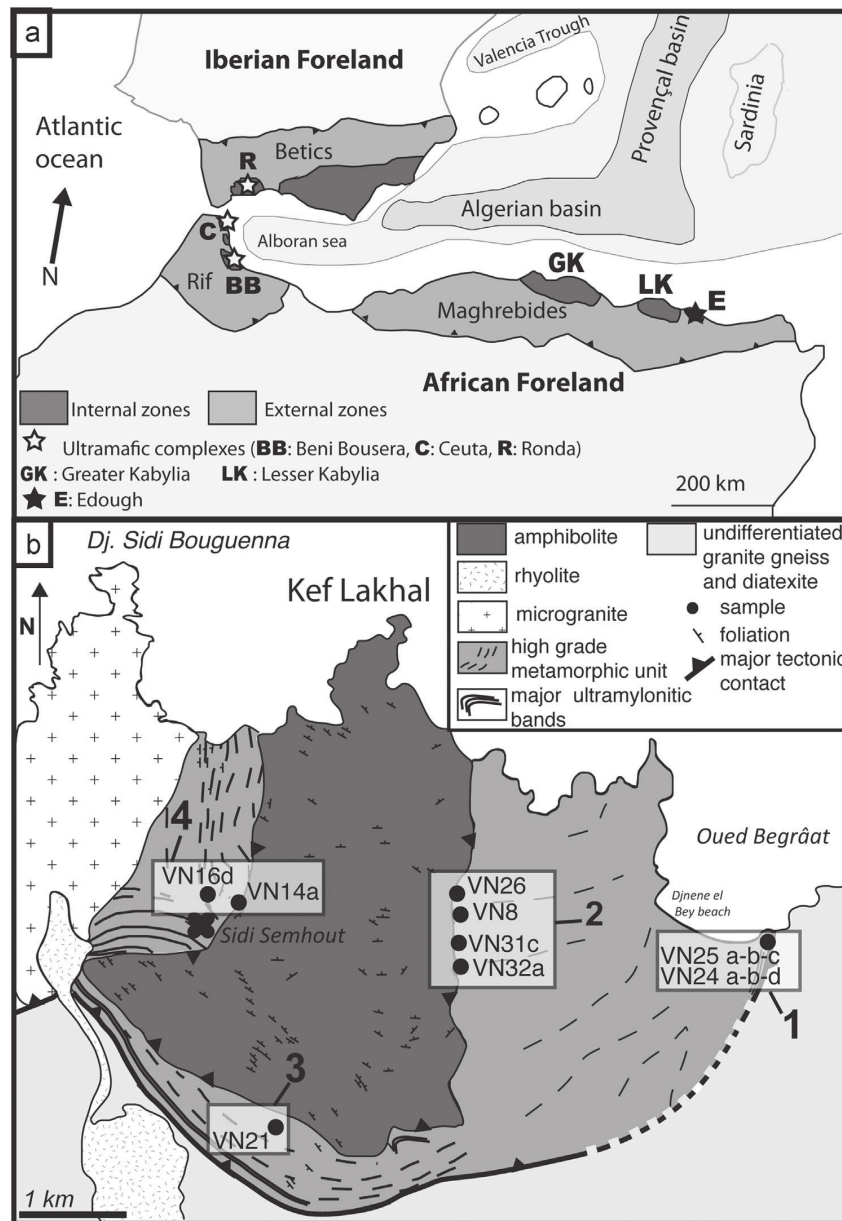 a
Iberian Foreland
Valencia Trough
Provençal basin
Sardinia
Atlantic
ocean
Betics
R
N
Algerian basin
C
Alboran sea
Rif
BB
GK
LK
E
Maghrebides
African Foreland
Internal zones
External zones
Ultramafic complexes (BB: Beni Bousera, C: Ceuta, R: Ronda)
GK : Greater Kabylia LK : Lesser Kabylia
E: Edough
200 km
b
Dj. Sidi Bouguenna
N
Kef Lakhal
amphibolite
rhyolite
microgranite
high grade
metamorphic unit
major ultramylonitic
bands
undifferentiated
granite gneiss
and diatexite
sample
foliation
major tectonic
contact
4
VN16d
VN14a
Sidi Semhout
VN26
VN8
VN31c
VN32a
2
Oued Begrâat
Djnene el
Bey beach
VN25 a-b-c
VN24 a-b-d
1
3
VN21
1 km